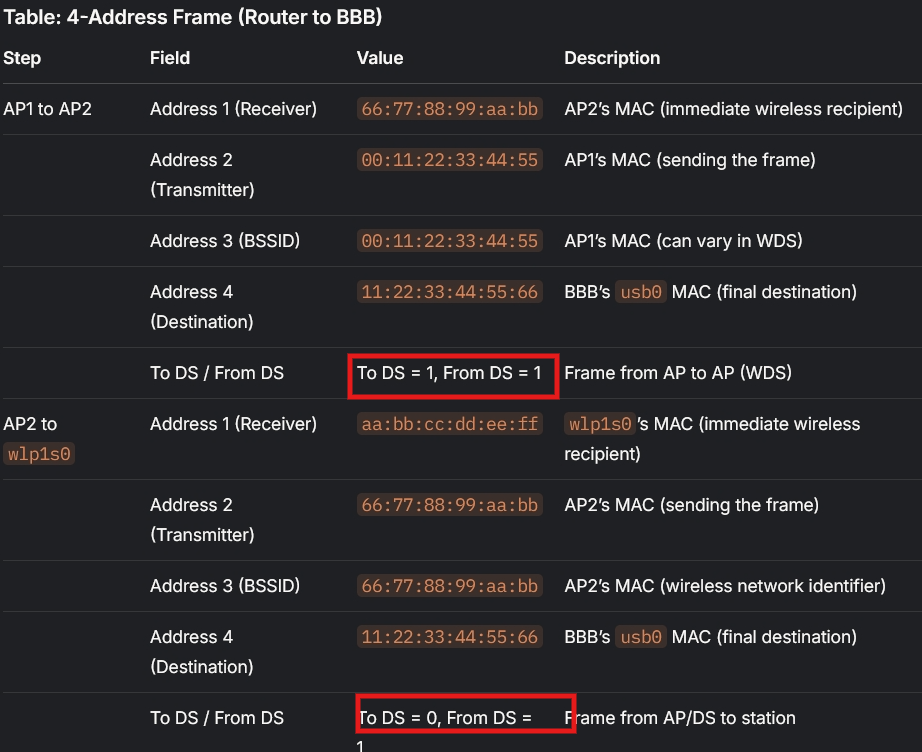 Table: 4-Address Frame (Router to BBB)
Step Field Value Description
AP1 to AP2 Address 1 (Receiver) 66:77:88:99:aa:bb AP2’s MAC (immediate wireless recipient)
Address 2 00:11:22:33:44:55 AP1’s MAC (sending the frame)
(Transmitter)
Address 3 (BSSID) 00:11:22:33:44:55 AP1’s MAC (can vary in WDS)
Address 4 11:22:33:44:55:66 BBB’s usb0 MAC (final destination)
(Destination)
To DS / From DS To DS = 1, From DS = 1 Frame from AP to AP (WDS)
AP2 to Address 1 (Receiver) aa:bb:cc:dd:ee:ff wlp1s0’s MAC (immediate wireless
wlp1s0 recipient)
Address 2 66:77:88:99:aa:bb AP2’s MAC (sending the frame)
(Transmitter)
Address 3 (BSSID) 66:77:88:99:aa:bb AP2’s MAC (wireless network identifier)
Address 4 11:22:33:44:55:66 BBB’s usb0 MAC (final destination)
(Destination)
To DS / From DS To DS = 0, From DS = Frame from AP/DS to station
1